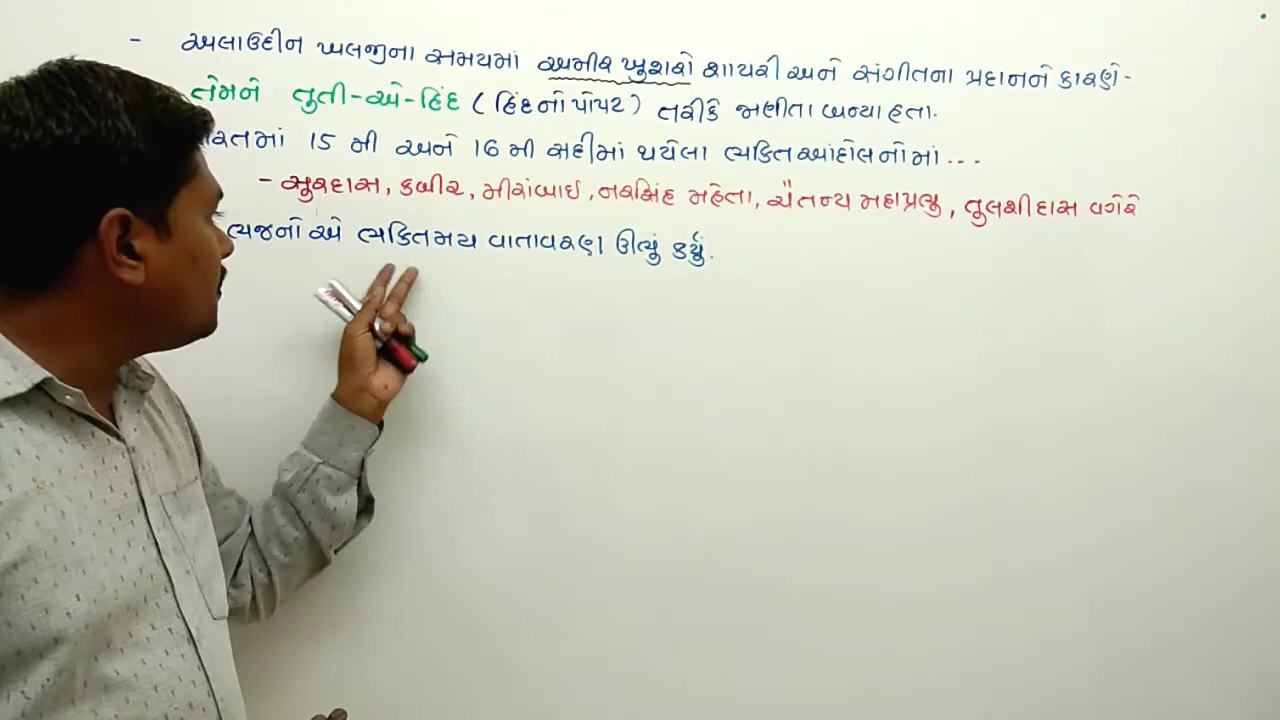 - અલાઉદ્દીન ખલજીના સમયમાં અમીર ખુશરો શાયરી અને સંગીતના પ્રદાનને કારણે-
તેમને તૂતી-એ-હિંદ (હિંદનો પોપટ) તરીકે જાણીતા બન્યા હતા.
ારતમાં 15 મી અને 16 મી સદીમાં થયેલા ભક્તિ આંદોલનોમાં ...
- સુરદાસ, કબીર, મીરાંબાઈ, નરસિંહ મહેતા, ચૈતન્ય મહાપ્રભુ, તુલશીદાસ વગેરે
ભજનો એ ભક્તિમય વાતાવરણ ઊભું કર્યું.